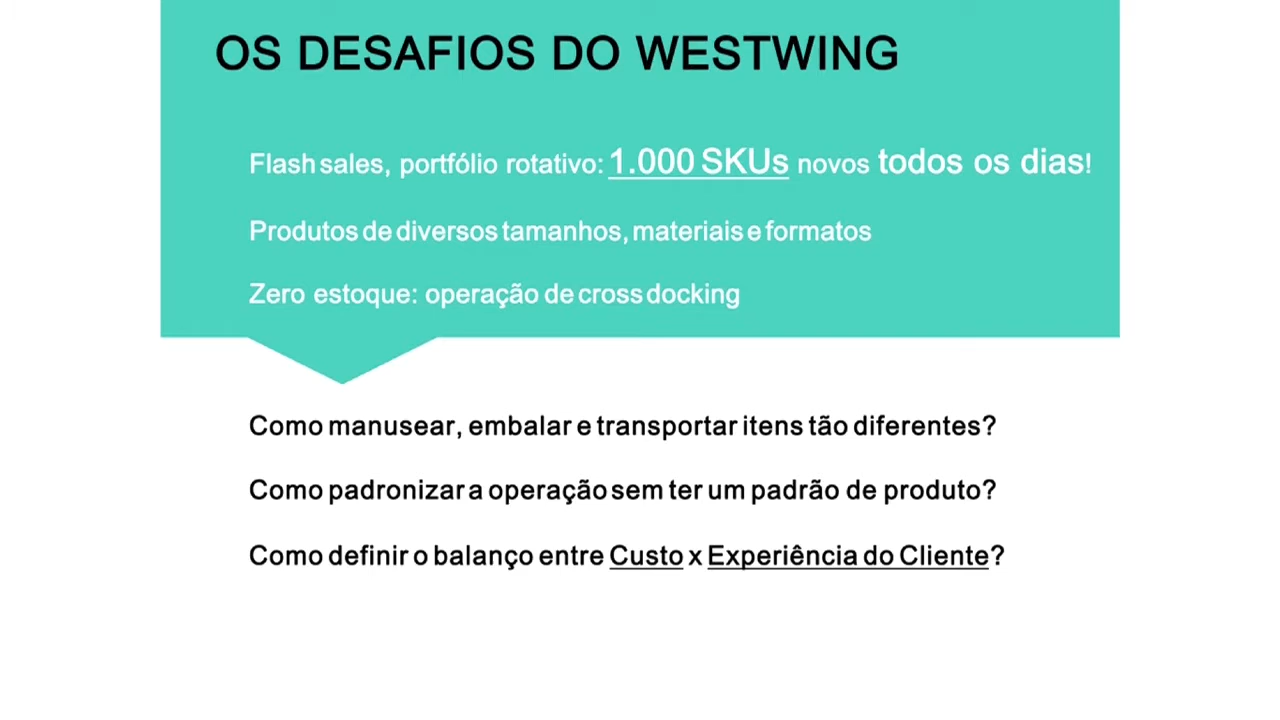 OS DESAFIOS DO WESTWING
Flash sales, portfólio rotativo: 1.000 SKUs novos todos os dias!
Produtos de diversos tamanhos, materiais e formatos
Zero estoque: operação de cross docking
Como manusear, embalar e transportar itens tão diferentes?
Como padronizar a operação sem ter um padrão de produto?
Como definir o balanço entre Custo x Experiência do Cliente?